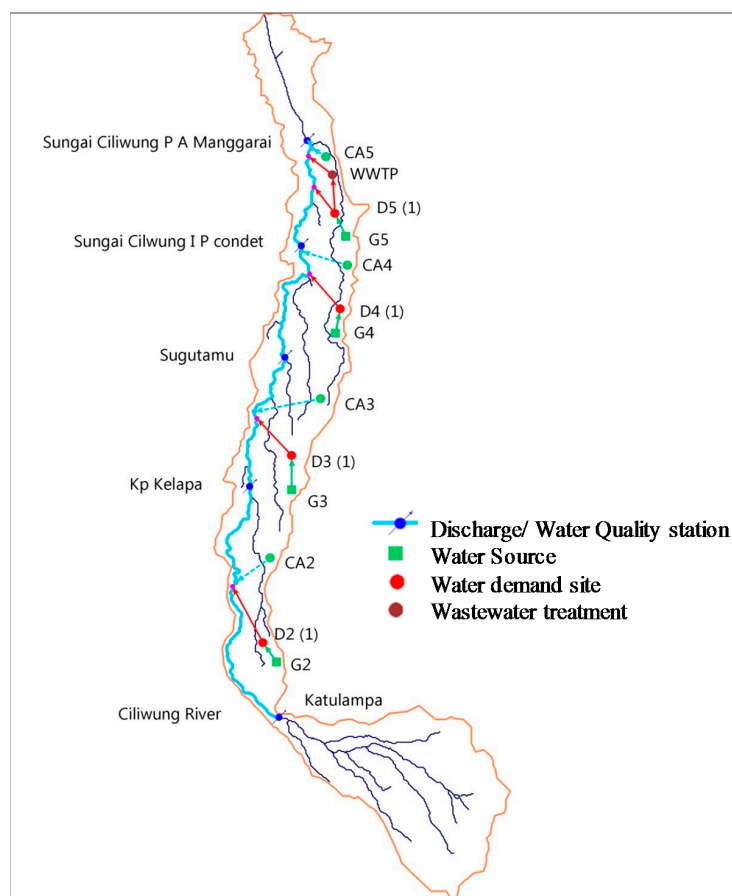 Sungai Ciliwung P A Manggarai
CA5
WWTP
D5 (1)
Sungai Cilwung I P condet
G5
CA4
D4 (1)
G4
Sugutamu
CA3
D3 (1)
Kp Kelapa
G3
Discharge/ Water Quality station
Water Source
CA2
Water demand site
Wastewater treatment
D2 (1)
G2
Katulampa
Ciliwung River